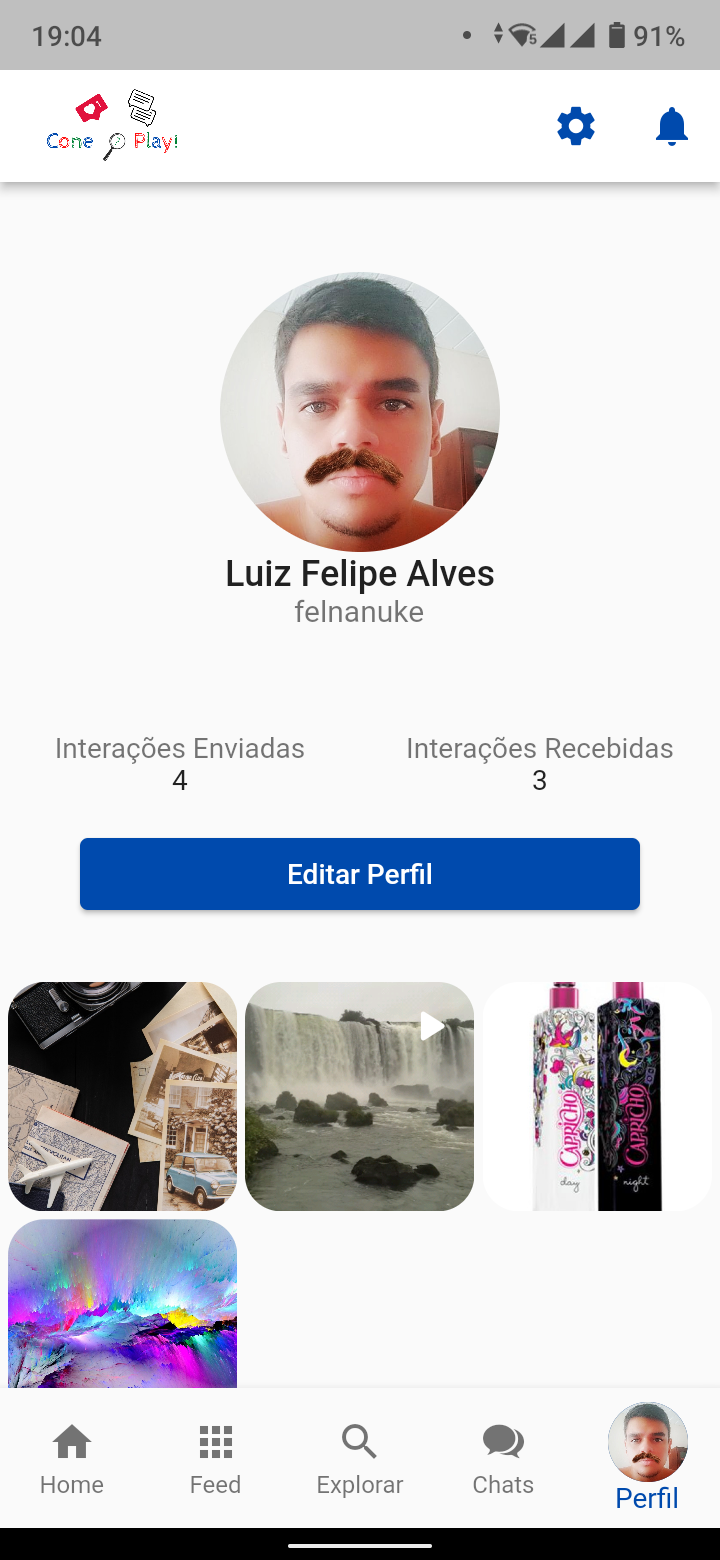 19:04
5
91%
Cone Play!
Luiz Felipe Alves
felnanuke
Interações Enviadas
4
Interações Recebidas
3
Editar Perfil
CAPRICHO
day
CAPRICHO
night
Home
Feed
Explorar
Chats
Perfil